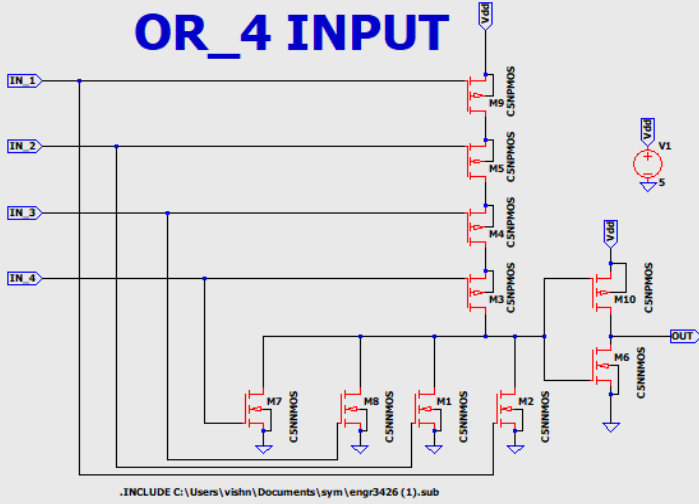 OR_4 INPUT
Vdd
IN_1
M9
C5NPMOS
IN_2
M5
C5NPMOS
Vdd
V1
5
IN_3
M4
C5NPMOS
Vdd
IN_4
M3
C5NPMOS
M10
C5NPMOS
OUT
M6
C5NNMOS
M7
C5NNMOS
M8
C5NNMOS
M1
C5NNMOS
M2
C5NNMOS
.INCLUDE C:\Users\vishn\Documents\sym\engr3426 (1).sub